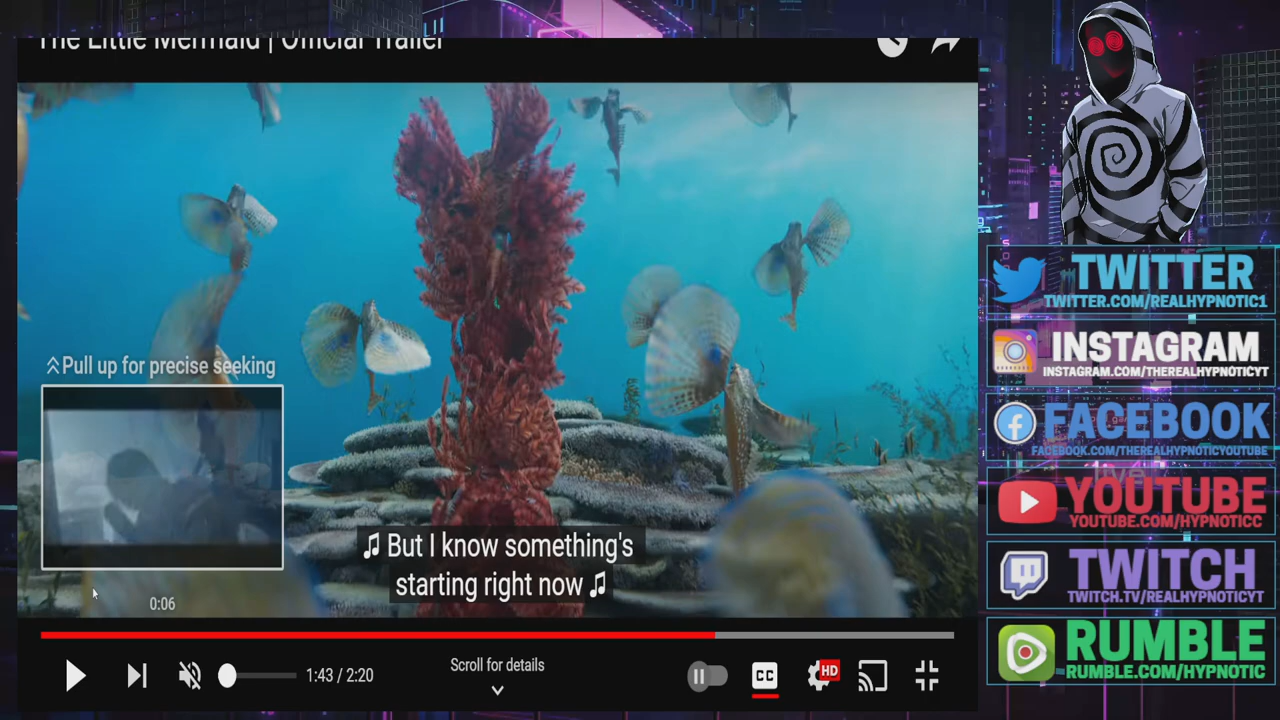 The Little Mermaid | Official Trailer
Pull up for precise seeking
0:06
♫ But I know something's
starting right now ♫
1:43 / 2:20
Scroll for details
CC
HD
TWITTER
TWITTER.COM/REALHYPNOTIC1
INSTAGRAM
INSTAGRAM.COM/THEREALHYPNOTICYT
FACEBOOK
FACEBOOK.COM/THEREALHYPNOTICYOUTUBE
YOUTUBE
YOUTUBE.COM/HYPNOTICC
TWITCH
TWITCH.TV/REALHYPNOTICYT
RUMBLE
RUMBLE.COM/HYPNOTIC